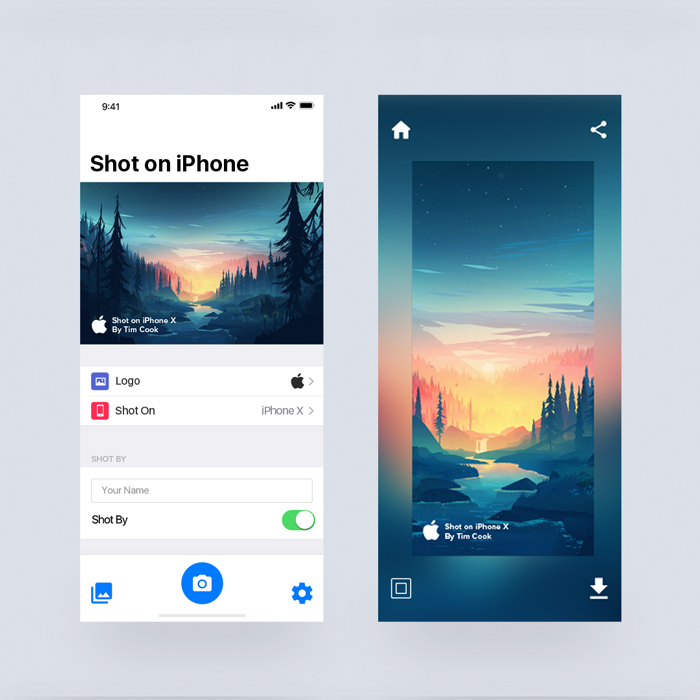 9:41
Shot on iPhone
Shot on iPhone X
By Tim Cook
Logo
Shot On
iPhone X
SHOT BY
Your Name
Shot By
Shot on iPhone X
By Tim Cook